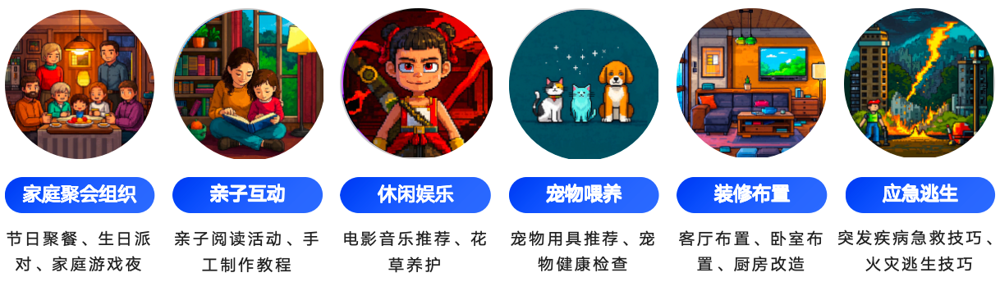 家庭聚会组织
亲子互动
休闲娱乐
宠物喂养
装修布置
应急逃生
节日聚餐、生日派
对、家庭游戏夜
亲子阅读活动、手
工制作教程
电影音乐推荐、花
草养护
宠物用具推荐、宠
物健康检查
客厅布置、卧室布
置、厨房改造
突发疾病急救技巧、
火灾逃生技巧